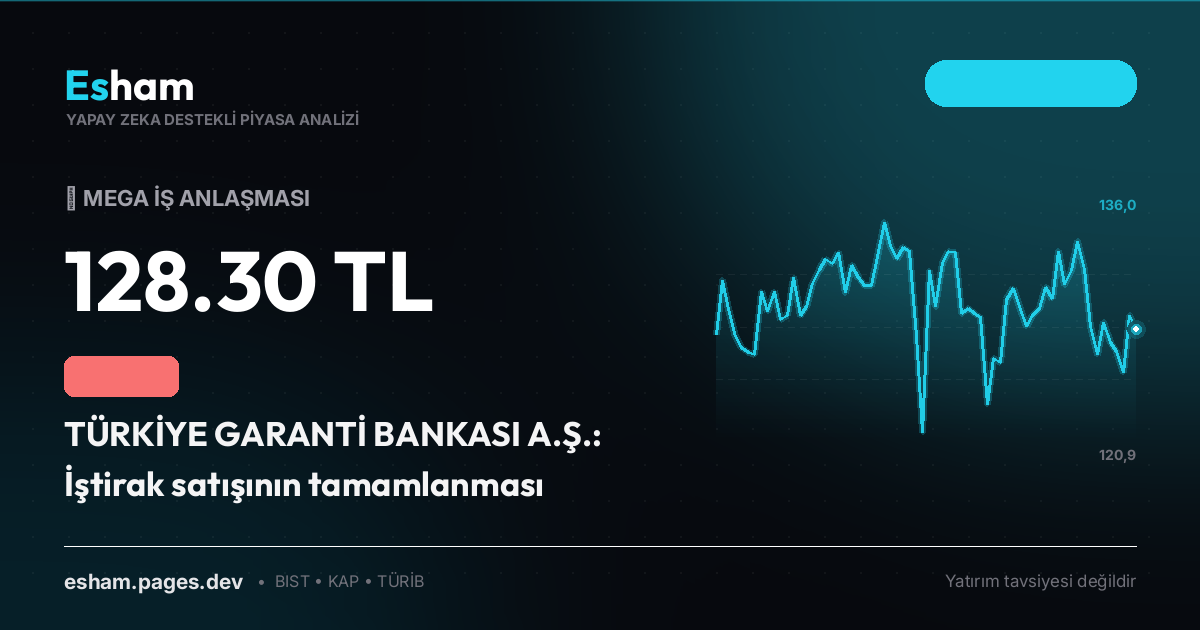 Esham
YAPAY ZEKA DESTEKLİ PİYASA ANALİZİ
MEGA İŞ ANLAŞMASI
128.30 TL
TÜRKİYE GARANTİ BANKASI A.Ş.:
İştirak satışının tamamlanması
136,0
120,9
esham.pages.dev • BIST • KAP • TÜRİB
Yatırım tavsiyesi değildir